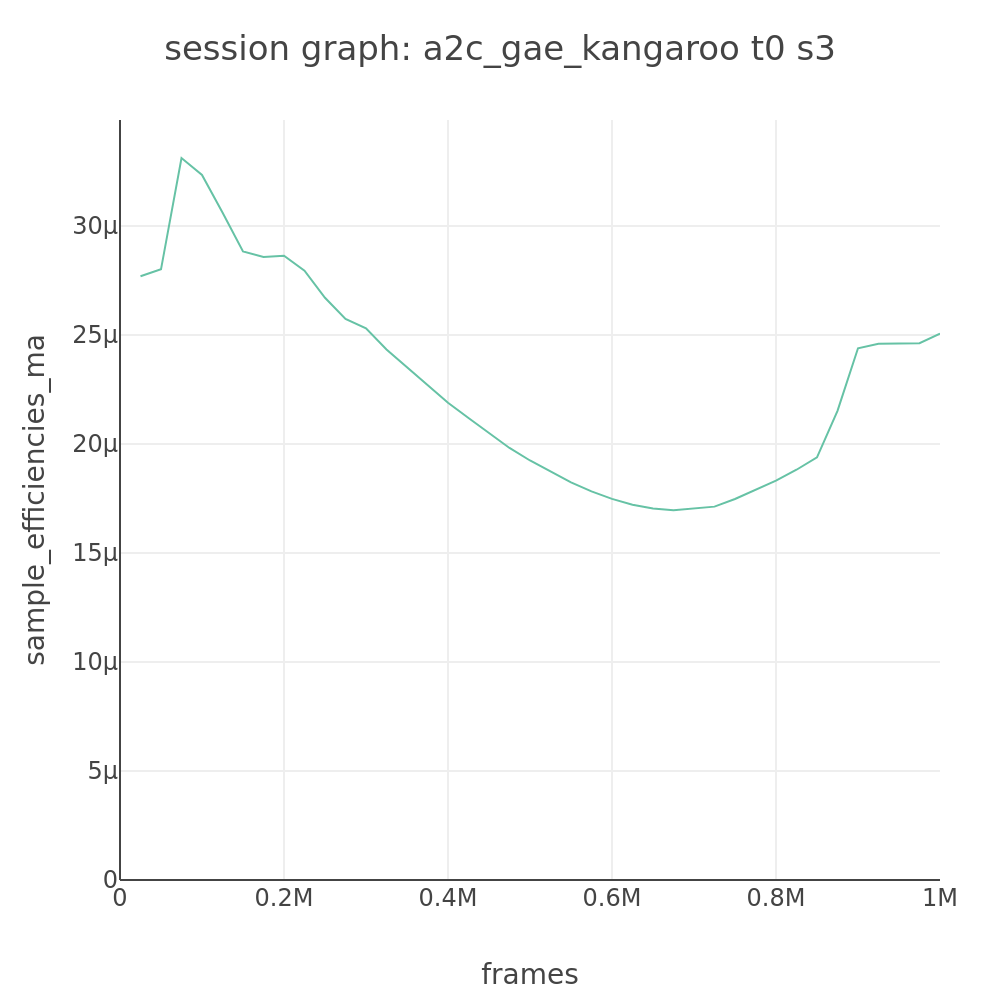 session graph: a2c_gae_kangaroo t0 s3
sample_efficiencies_ma
30μ
25μ
20μ
15μ
10μ
5μ
0
0
0.2M
0.4M
0.6M
0.8M
1M
frames